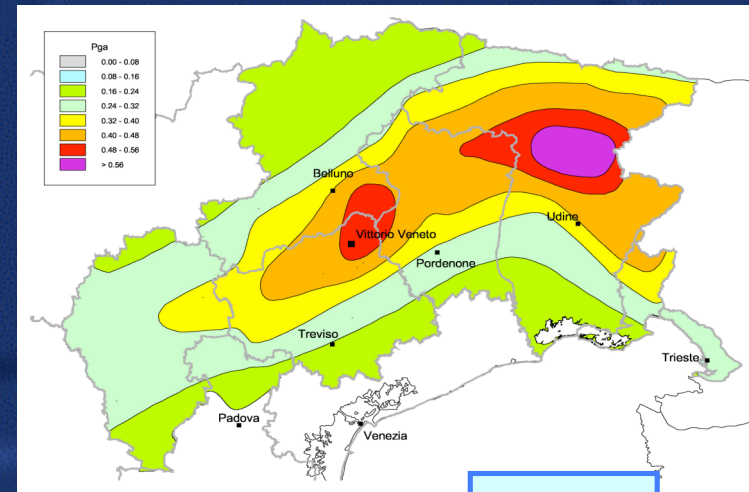 Pga
0.00 - 0.08
0.08 - 0.16
0.16 - 0.24
0.24 - 0.32
0.32 - 0.40
0.40 - 0.48
0.48 - 0.56
> 0.56
Belluno
Udine
Vittorio Veneto
Pordenone
Treviso
Trieste
Padova
Venezia